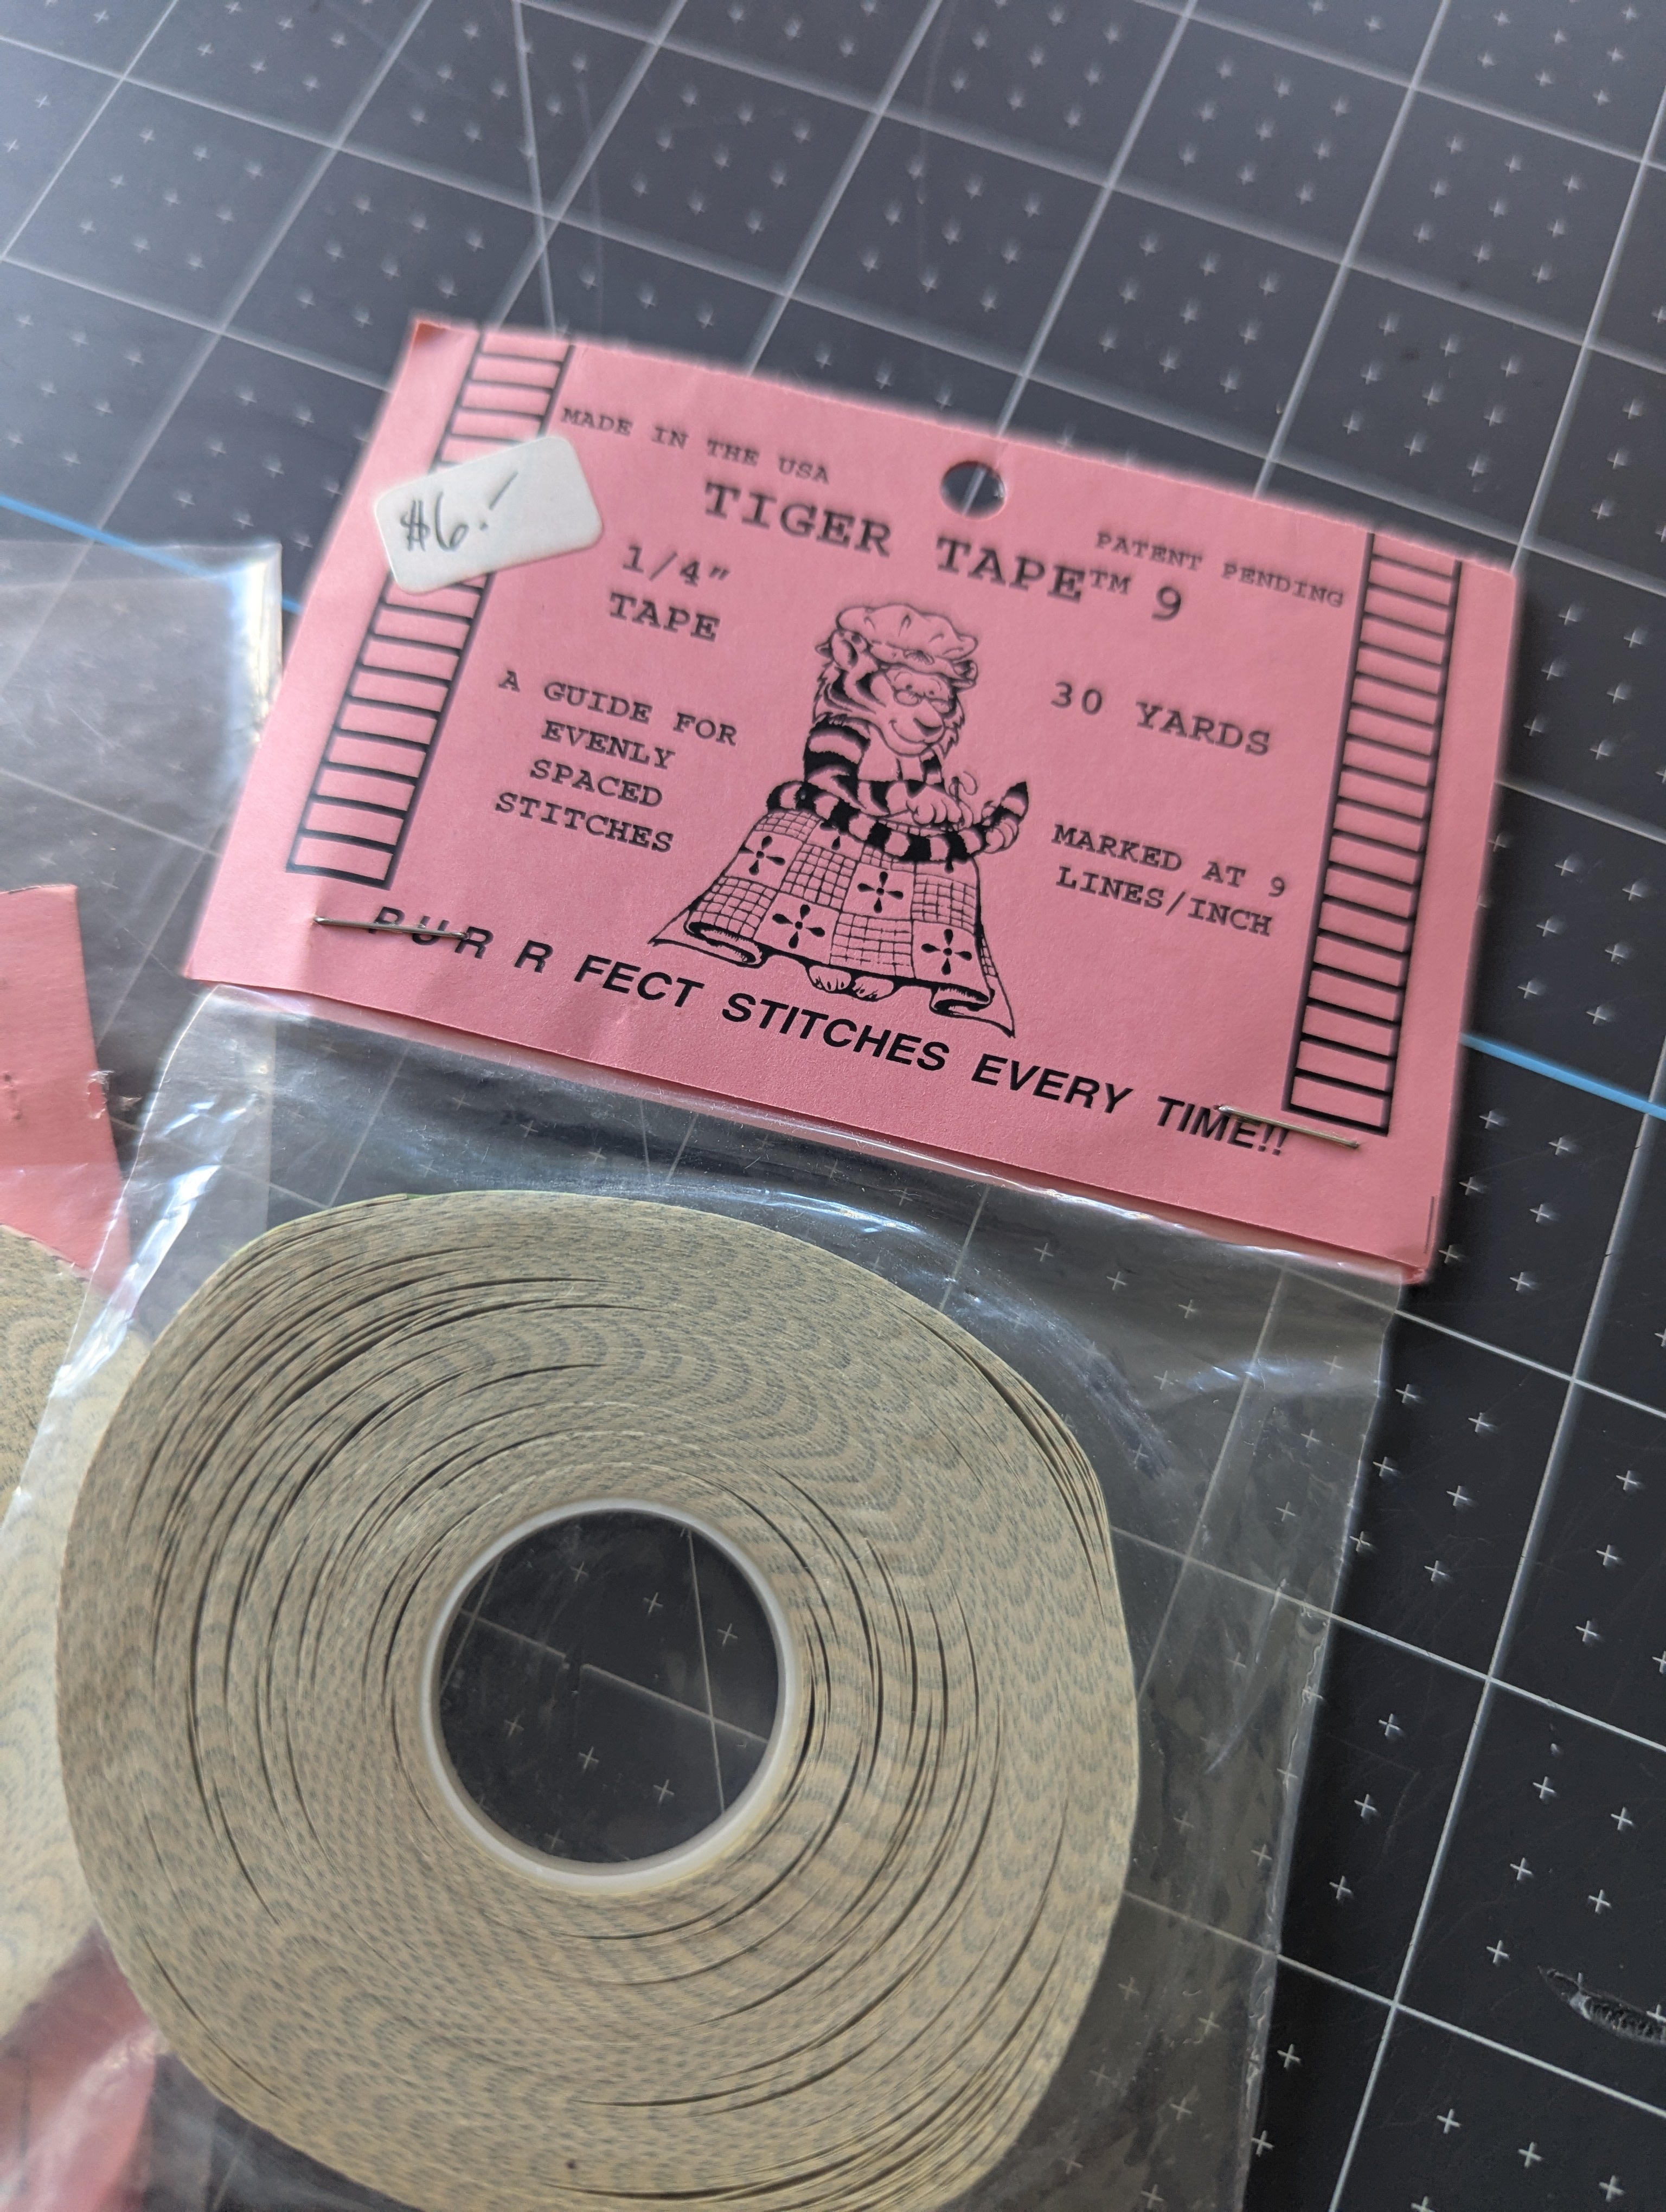 MADE IN THE USA
TIGER TAPE™ 9
PATENT PENDING
$6.-
1/4"
TAPE
30 YARDS
A GUIDE FOR
EVENLY
SPACED
STITCHES
MARKED AT 9
LINES/INCH
PUR R FECT STITCHES EVERY TIME!!